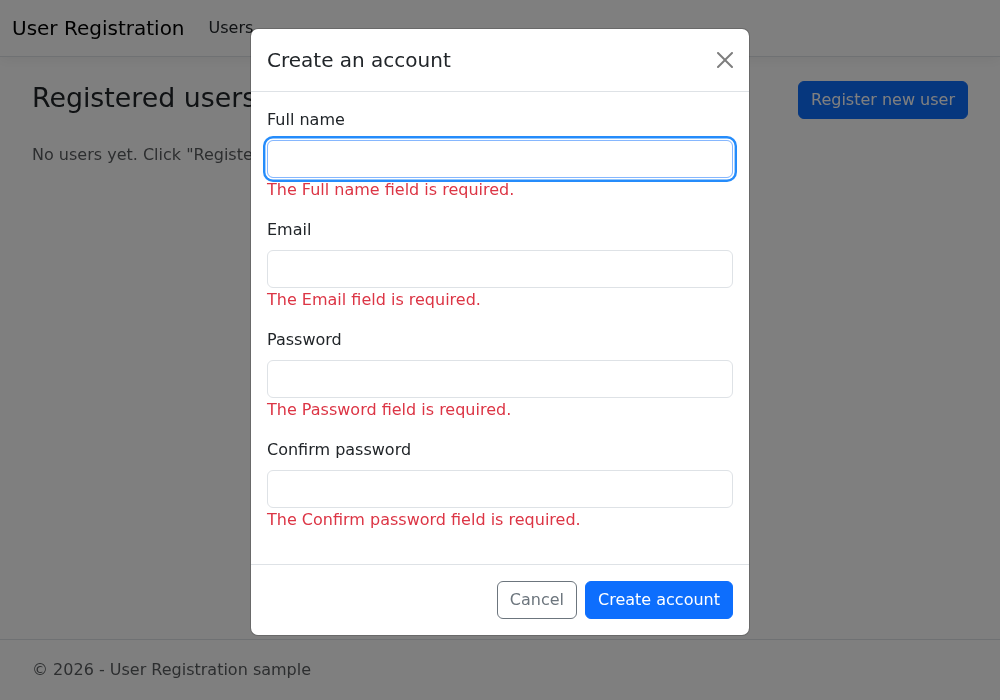 User Registration
Users
Registered users
Register new user
No users yet. Click "Registe
Create an account
Full name
The Full name field is required.
Email
The Email field is required.
Password
The Password field is required.
Confirm password
The Confirm password field is required.
Cancel
Create account
© 2026 - User Registration sample